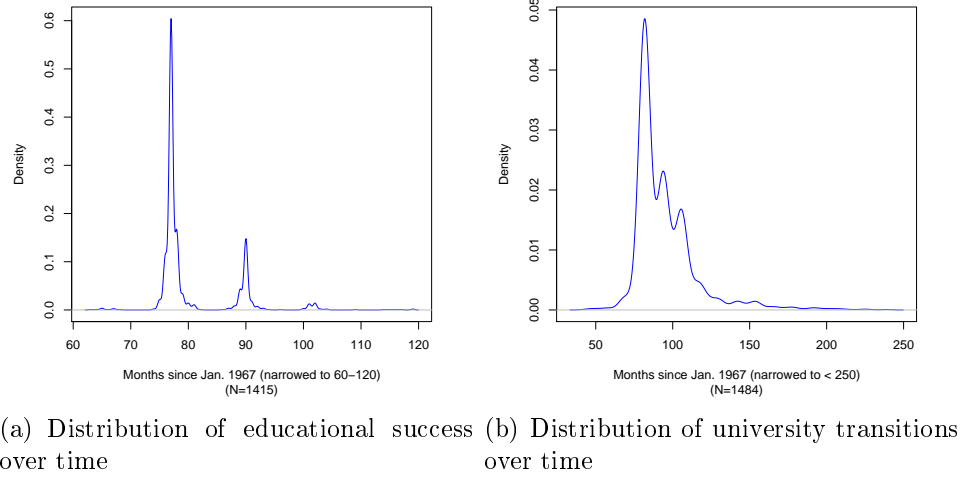 0.6
0.5
0.4
0.3
0.2
0.1
0.0
Density
60 70 80 90 100 110 120
Months since Jan. 1967 (narrowed to 60−120)
(N=1415)
0.05
0.04
0.03
0.02
0.01
0.00
Density
50 100 150 200 250
Months since Jan. 1967 (narrowed to < 250)
(N=1484)
(a) Distribution of educational success
over time
(b) Distribution of university transitions
over time